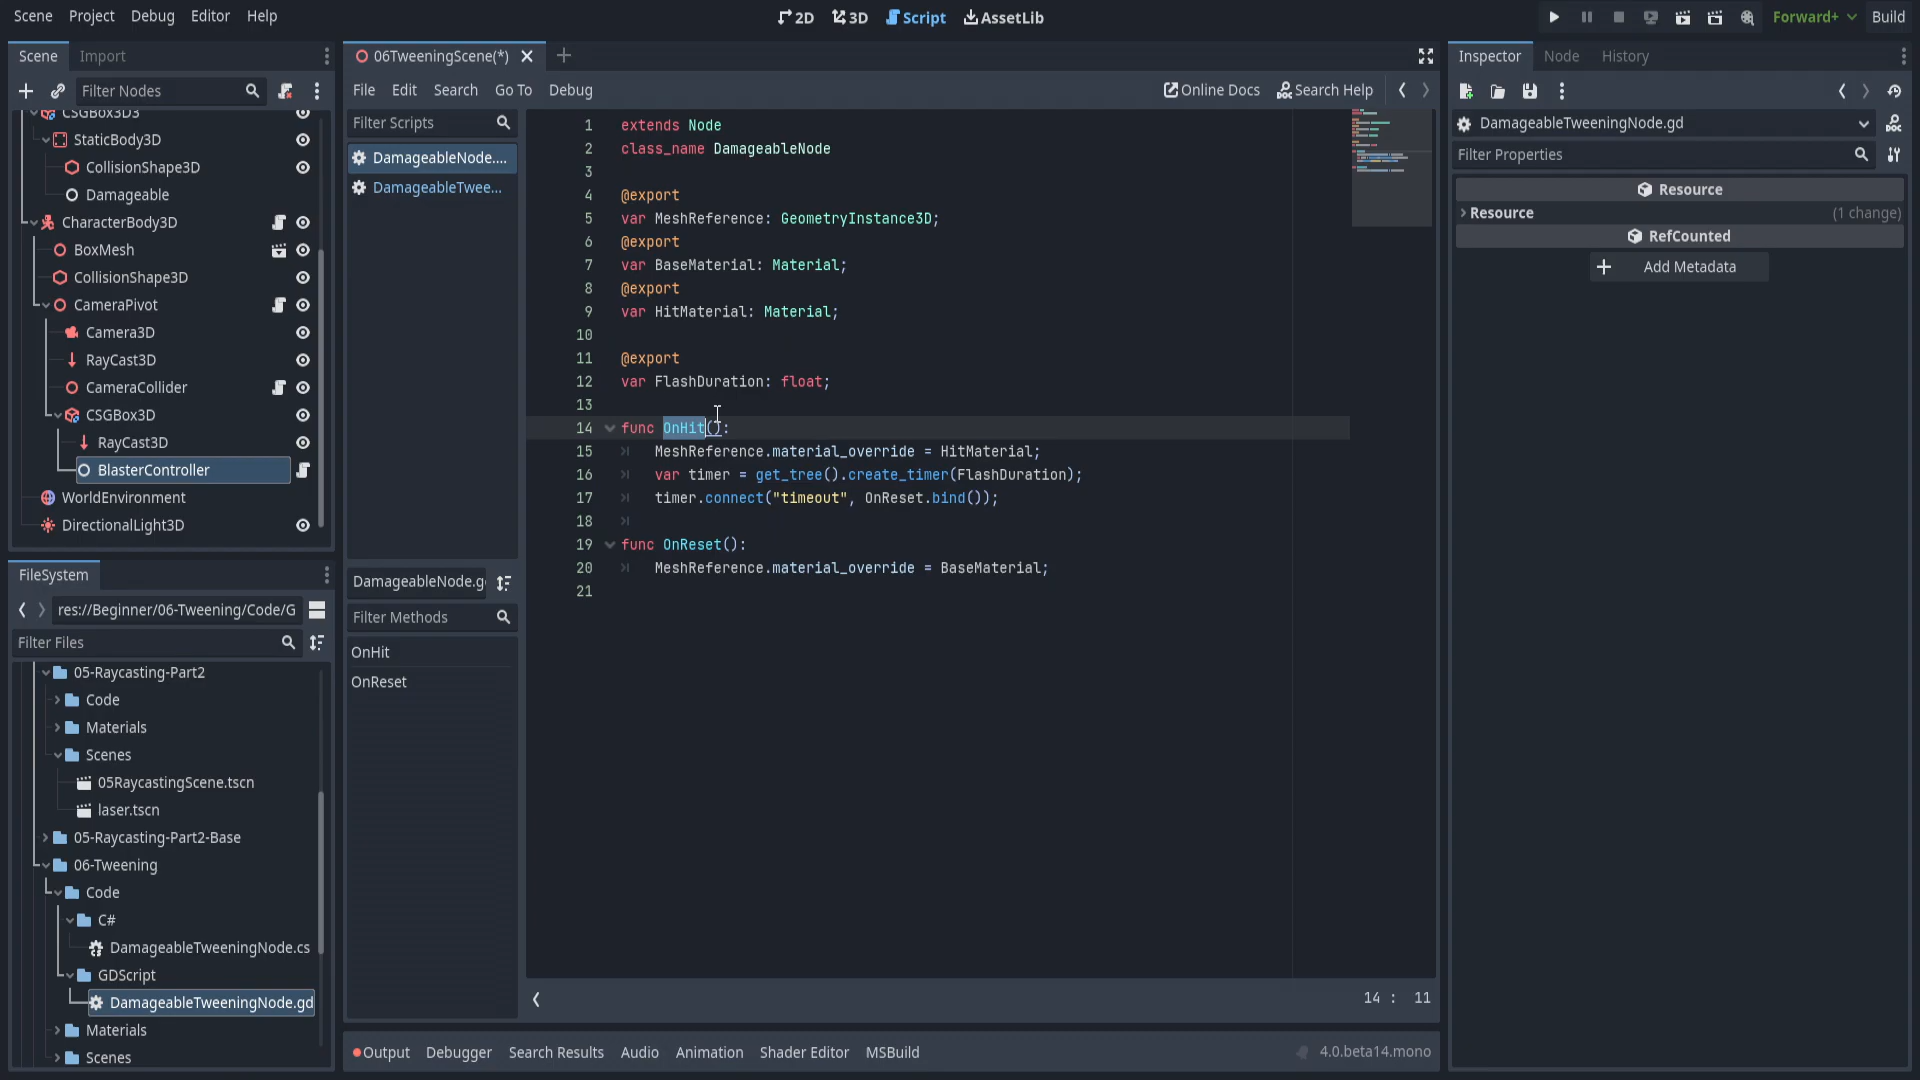 Scene Project Debug Editor Help
2D 3D Script AssetLib
Forward+ Build
Scene Import
Filter Nodes
CSGBox3D3
StaticBody3D
CollisionShape3D
Damageable
CharacterBody3D
BoxMesh
CollisionShape3D
CameraPivot
Camera3D
RayCast3D
CameraCollider
CSGBox3D
RayCast3D
BlasterController
WorldEnvironment
DirectionalLight3D
FileSystem
res://Beginner/06-Tweening/Code/G
Filter Files
05-Raycasting-Part2
Code
Materials
Scenes
05RaycastingScene.tscn
laser.tscn
05-Raycasting-Part2-Base
06-Tweening
Code
C#
DamageableTweeningNode.cs
GDScript
DamageableTweeningNode.gd
Materials
Scenes
06TweeningScene(*)
File Edit Search Go To Debug
Online Docs Search Help
Filter Scripts
DamageableNode....
DamageableTwee...
DamageableNode.g
Filter Methods
OnHit
OnReset
1 extends Node
2 class_name DamageableNode
3
4 @export
5 var MeshReference: GeometryInstance3D;
6 @export
7 var BaseMaterial: Material;
8 @export
9 var HitMaterial: Material;
10
11 @export
12 var FlashDuration: float;
13
14 func OnHit():
15 MeshReference.material_override = HitMaterial;
16 var timer = get_tree().create_timer(FlashDuration);
17 timer.connect("timeout", OnReset.bind());
18
19 func OnReset():
20 MeshReference.material_override = BaseMaterial;
21
14 : 11
Output Debugger Search Results Audio Animation Shader Editor MSBuild
4.0.beta14.mono
Inspector Node History
DamageableTweeningNode.gd
Filter Properties
Resource
Resource (1 change)
RefCounted
Add Metadata